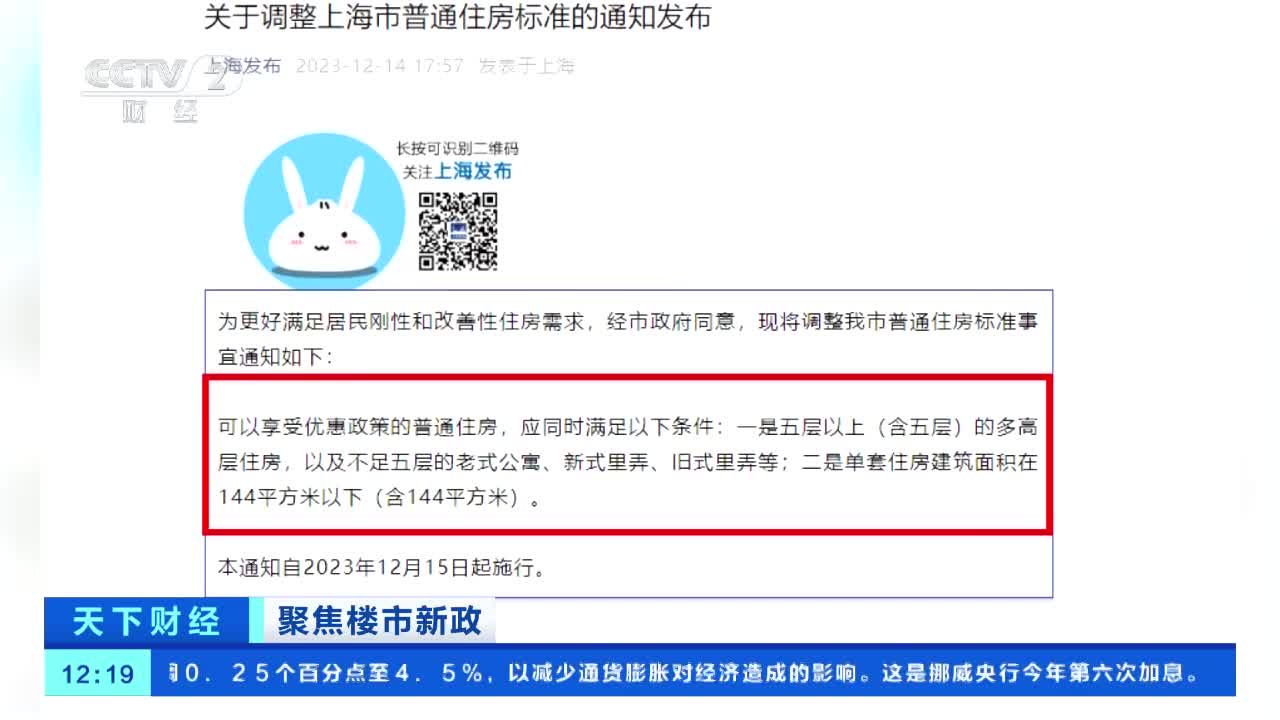 关于调整上海市普通住房标准的通知发布
上海发布 2023-12-14 17:57 发表于上海
CCTV 2
财 经
长按可识别二维码
关注上海发布
为更好满足居民刚性和改善性住房需求，经市政府同意，现将调整我市普通住房标准事
宜通知如下：
可以享受优惠政策的普通住房，应同时满足以下条件：一是五层以上（含五层）的多高
层住房，以及不足五层的老式公寓、新式里弄、旧式里弄等；二是单套住房建筑面积在
144平方米以下（含144平方米）。
本通知自2023年12月15日起施行。
天下财经 聚焦楼市新政
12:19 0．25个百分点至4．5%，以减少通货膨胀对经济造成的影响。这是挪威央行今年第六次加息。